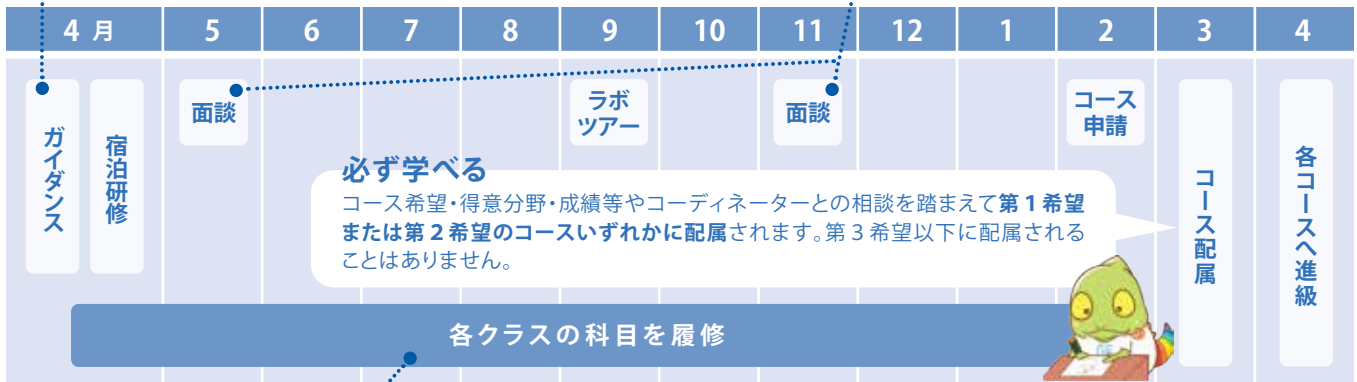 4 月 5 6 7 8 9 10 11 12 1 2 3 4
ガイダンス
宿泊研修
面談
ラボ
ツアー
面談
コース
申請
コース配属
各コースへ進級
必ず学べる
コース希望・得意分野・成績等やコーディネーターとの相談を踏まえて第1希望
または第2希望のコースいずれかに配属されます。第3希望以下に配属される
ことはありません。
各クラスの科目を履修